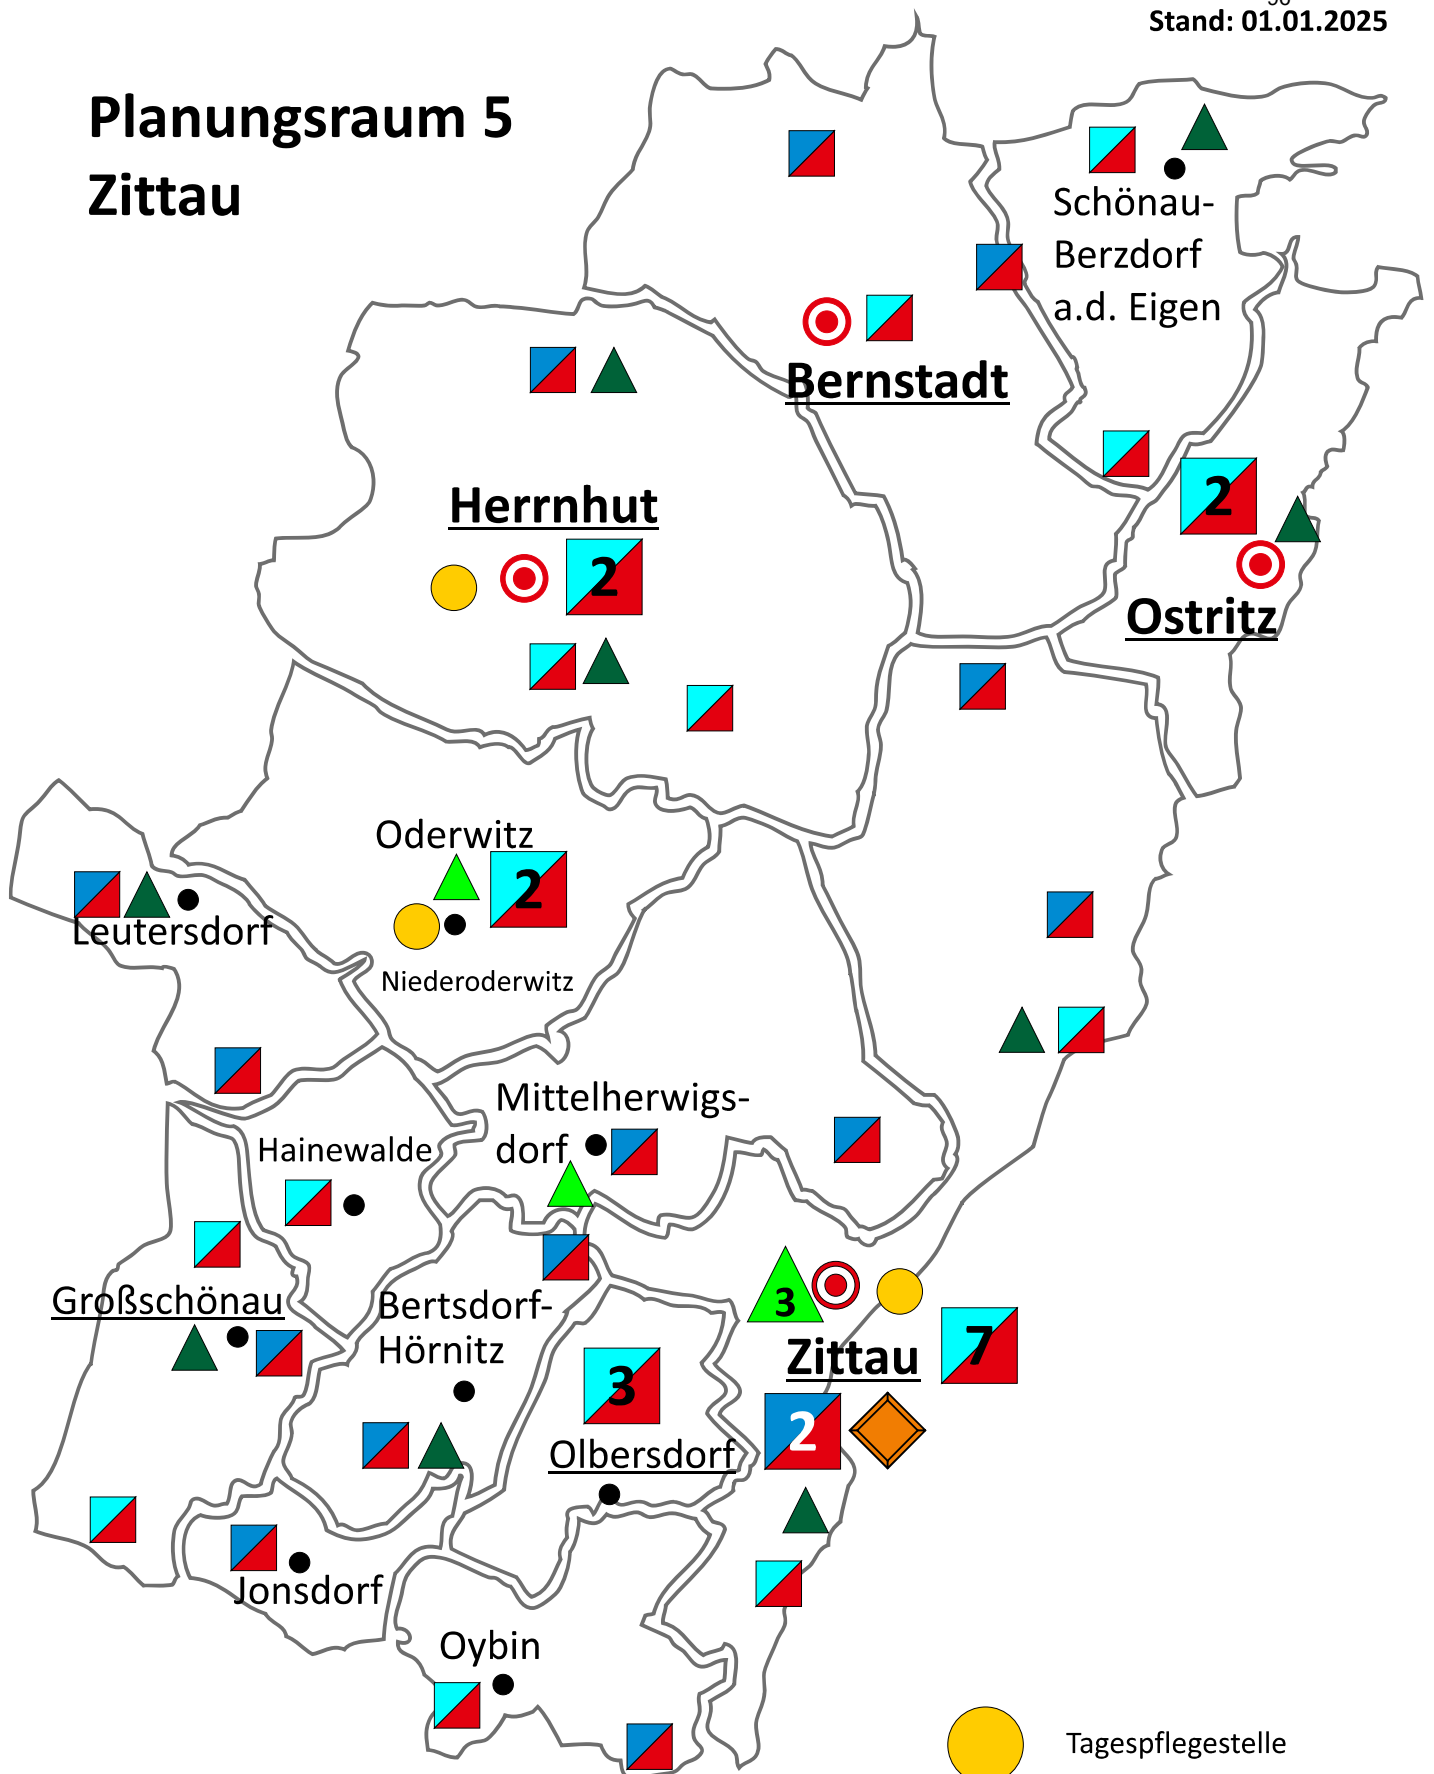 Stand: 01.01.2025
Planungsraum 5
Zittau
Schönau-
Berzdorf
a.d. Eigen
Bernstadt
2
Herrnhut
2
Ostritz
Oderwitz
2
Leutersdorf
Niederoderwitz
Mittelherwigs-
dorf
Hainewalde
Großschönau
Bertsdorf-
Hörnitz
3
Zittau
7
3
2
Olbersdorf
Jonsdorf
Oybin
Tagespflegestelle